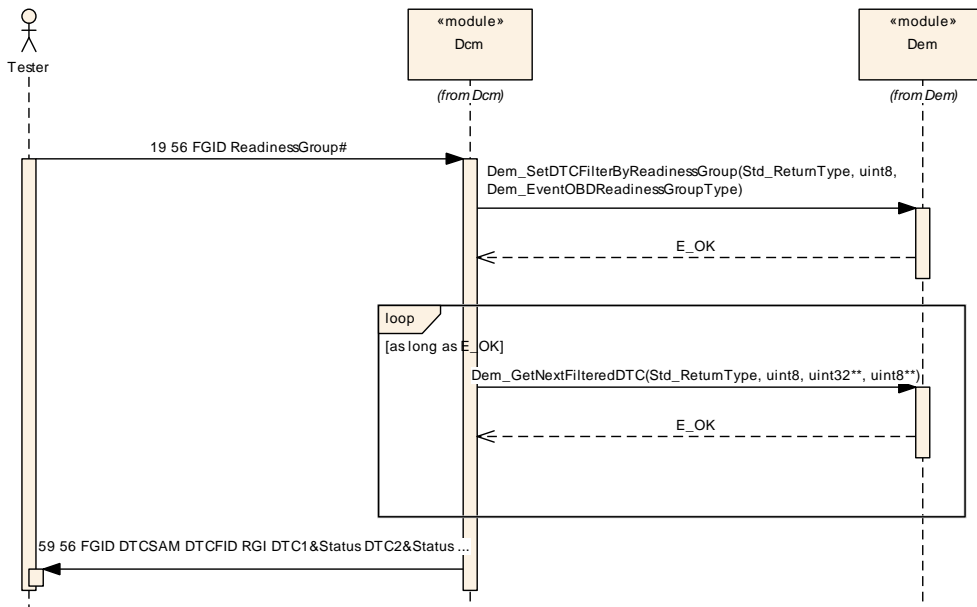 «module»
Dcm
«module»
Dem
Tester
(from Dcm)
(from Dem)
19 56 FGID ReadinessGroup#
Dem_SetDTCFilterByReadinessGroup(Std_ReturnType, uint8,
Dem_EventOBDReadinessGroupType)
E_OK
loop
[as long as E_OK]
Dem_GetNextFilteredDTC(Std_ReturnType, uint8, uint32**, uint8**)
E_OK
59 56 FGID DTCSAM DTCFID RGI DTC1&Status DTC2&Status ...